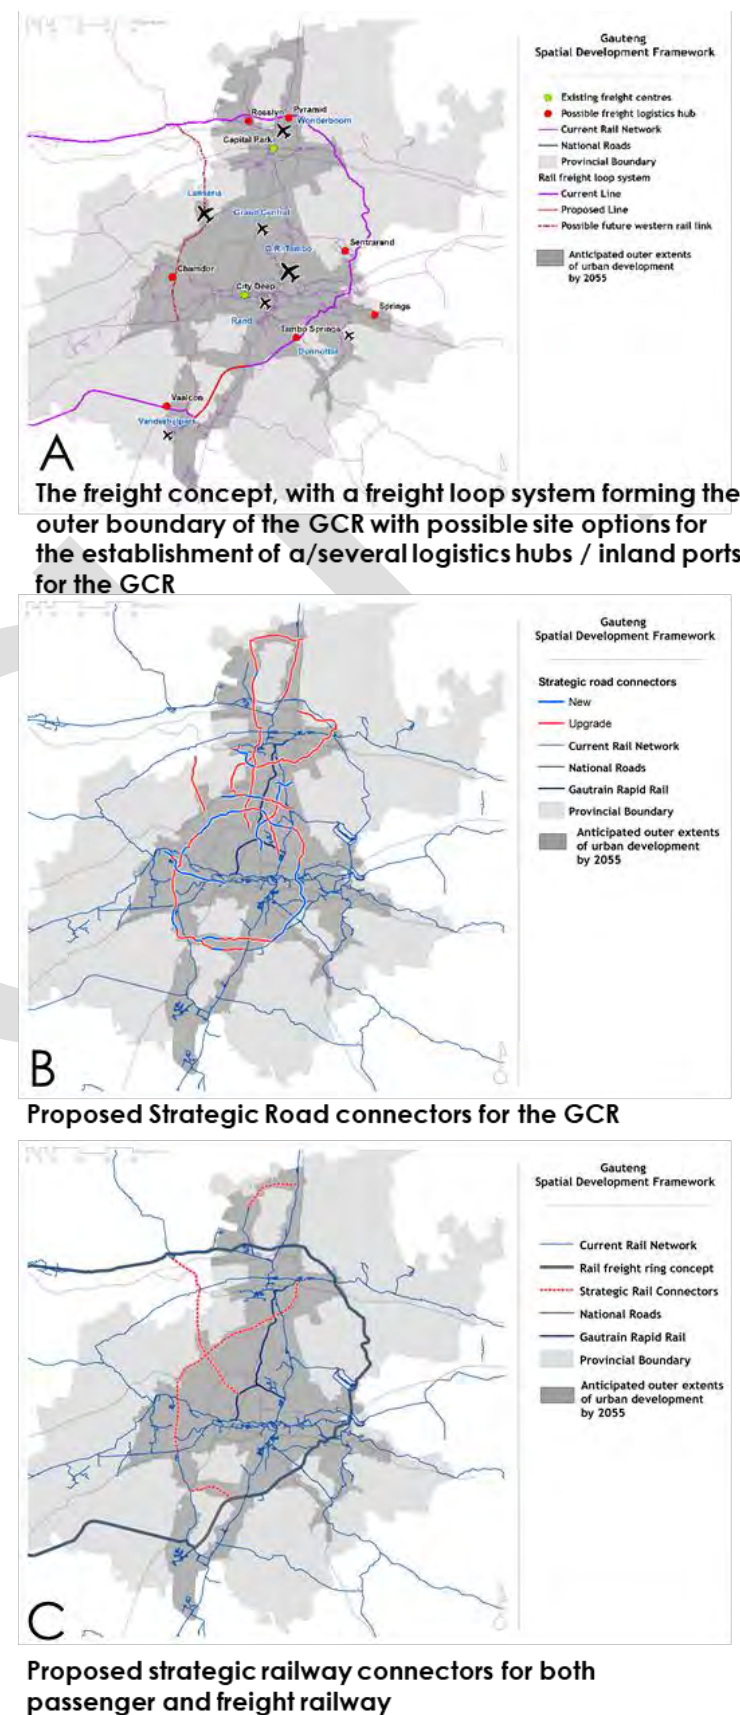 Gauteng
Spatial Development Framework
Existing freight centres
Possible freight logistics hub
Current Rail Network
National Roads
Provincial Boundary
Rail freight loop system
Current Line
Proposed Line
Possible future western rail link
Anticipated outer extents
of urban development
by 2055
Rosslyn
Pyramid
Wonderboom
Capital Park
Lanseria
Grand Central
O.R. Tambo
Sentrarand
Chamdor
City Deep
Rand
Springs
Tambo Springs
Dunnottar
Vaalcon
A
The freight concept, with a freight loop system forming the
outer boundary of the GCR with possible site options for
the establishment of a/several logistics hubs / inland ports
for the GCR
Gauteng
Spatial Development Framework
Strategic road connectors
New
Upgrade
Current Rail Network
National Roads
Gautrain Rapid Rail
Provincial Boundary
Anticipated outer extents
of urban development
by 2055
B
Proposed Strategic Road connectors for the GCR
Gauteng
Spatial Development Framework
Current Rail Network
Rail freight ring concept
Strategic Rail Connectors
National Roads
Gautrain Rapid Rail
Provincial Boundary
Anticipated outer extents
of urban development
by 2055
C
Proposed strategic railway connectors for both
passenger and freight railway